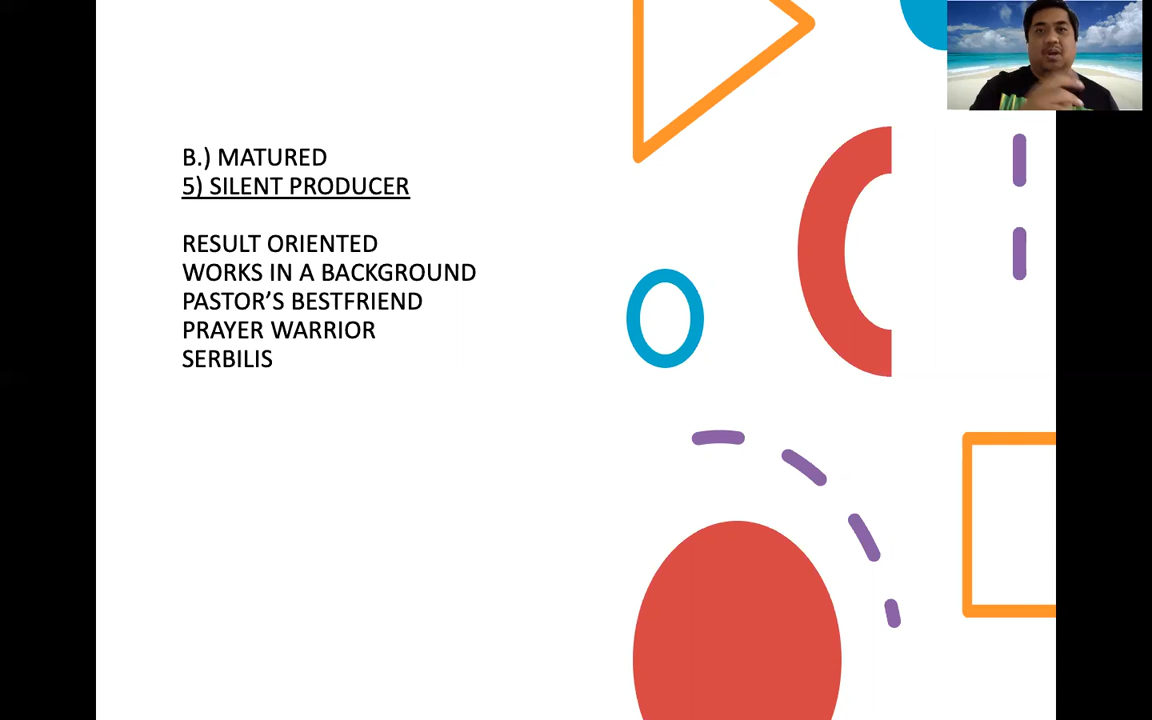 B.) MATURED
5) SILENT PRODUCER
RESULT ORIENTED
WORKS IN A BACKGROUND
PASTOR’S BESTFRIEND
PRAYER WARRIOR
SERBILIS